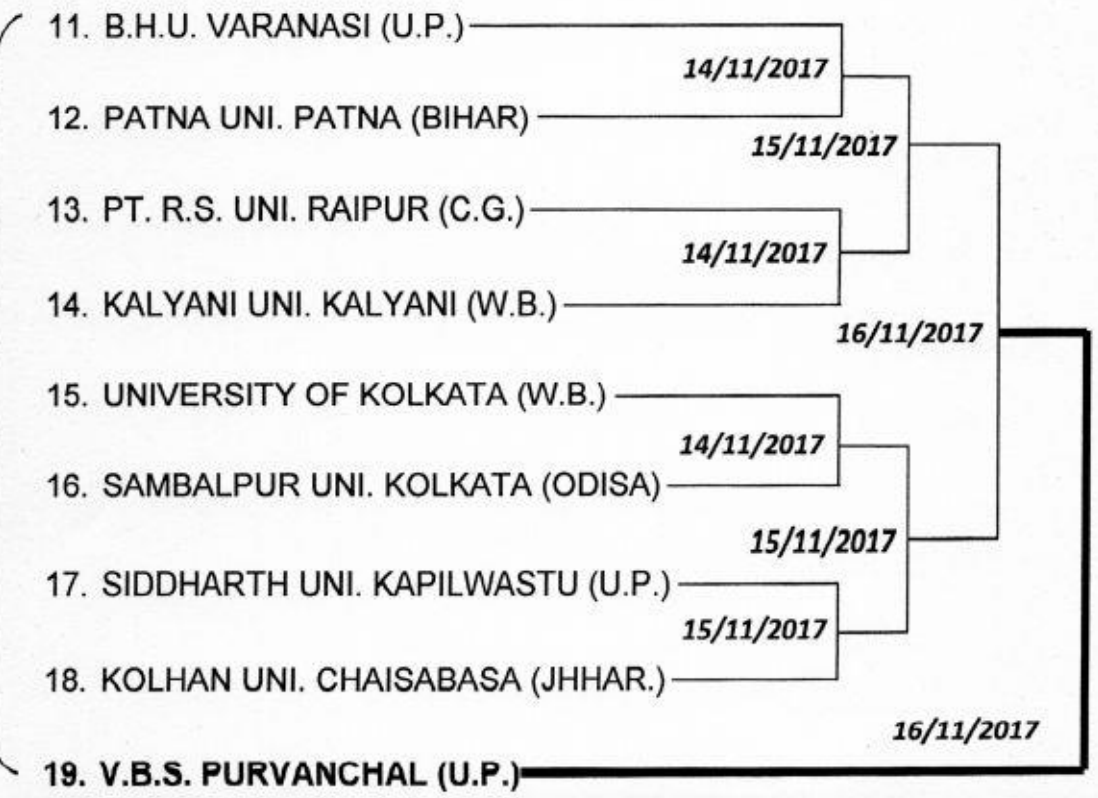 11. B.H.U. VARANASI (U.P.)
14/11/2017
12. PATNA UNI. PATNA (BIHAR)
15/11/2017
13. PT. R.S. UNI. RAIPUR (C.G.)
14/11/2017
14. KALYANI UNI. KALYANI (W.B.)
16/11/2017
15. UNIVERSITY OF KOLKATA (W.B.)
14/11/2017
16. SAMBALPUR UNI. KOLKATA (ODISA)
15/11/2017
17. SIDDHARTH UNI. KAPILWASTU (U.P.)
15/11/2017
18. KOLHAN UNI. CHAISABASA (JHHAR.)
16/11/2017
19. V.B.S. PURVANCHAL (U.P.)